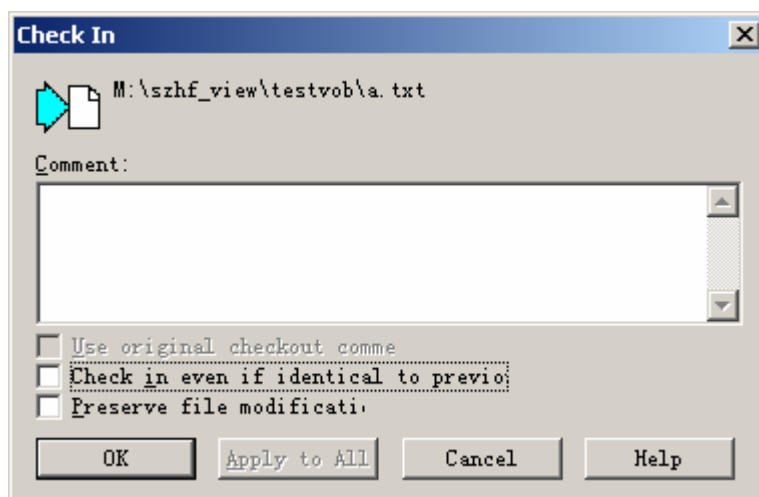 Check In
M:\szhf_view\testvob\a.txt
Comment:
Use original checkout comme
Check in even if identical to previo
Preserve file modificati
OK
Apply to All
Cancel
Help